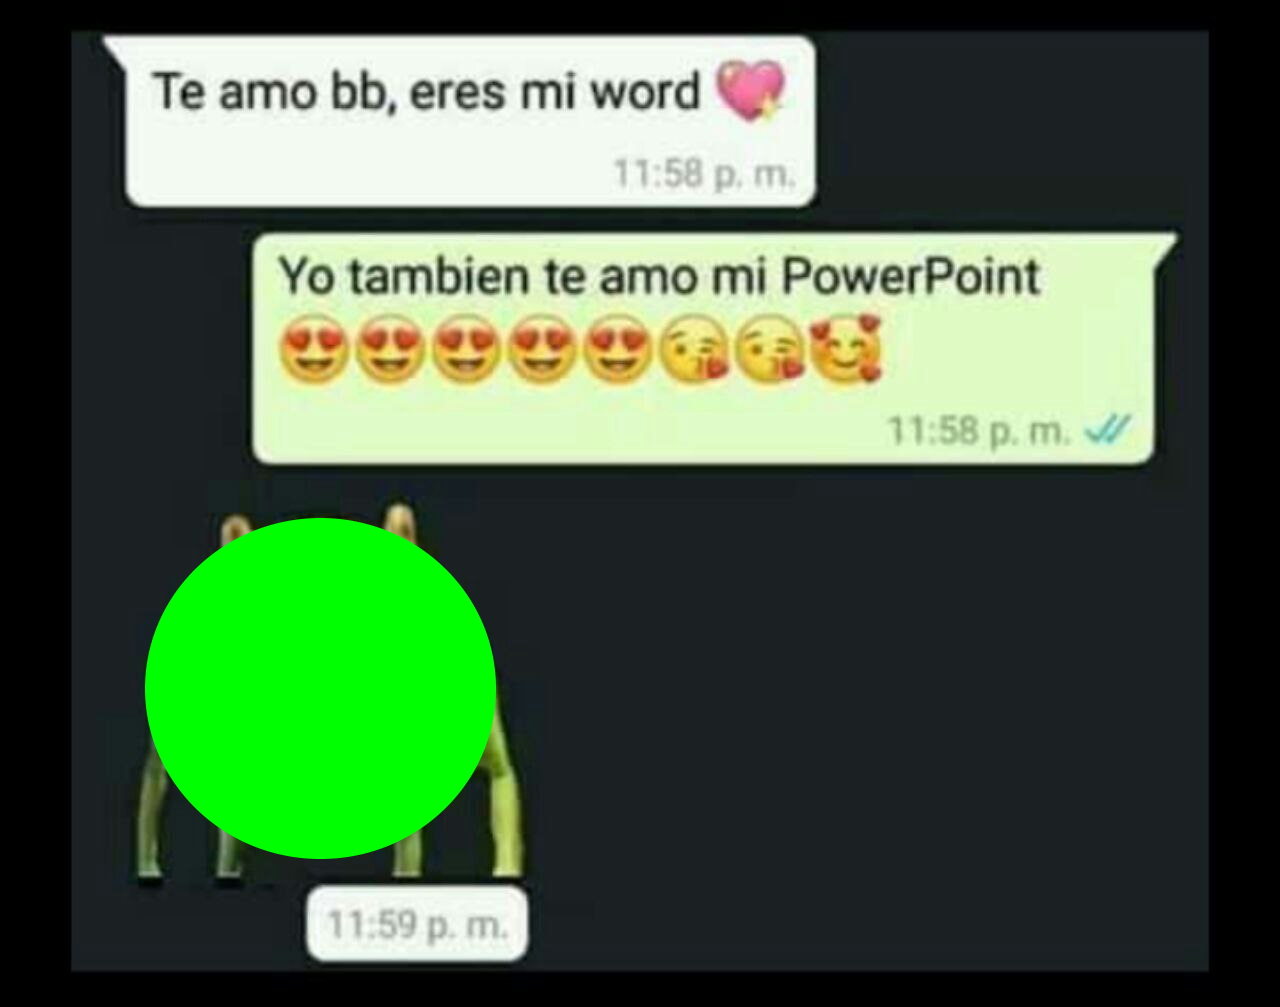 Te amo bb, eres mi word 💖
11:58 p. m.
Yo tambien te amo mi PowerPoint
😍😍😍😍😍😘😘🥰
11:58 p. m.
11:59 p. m.